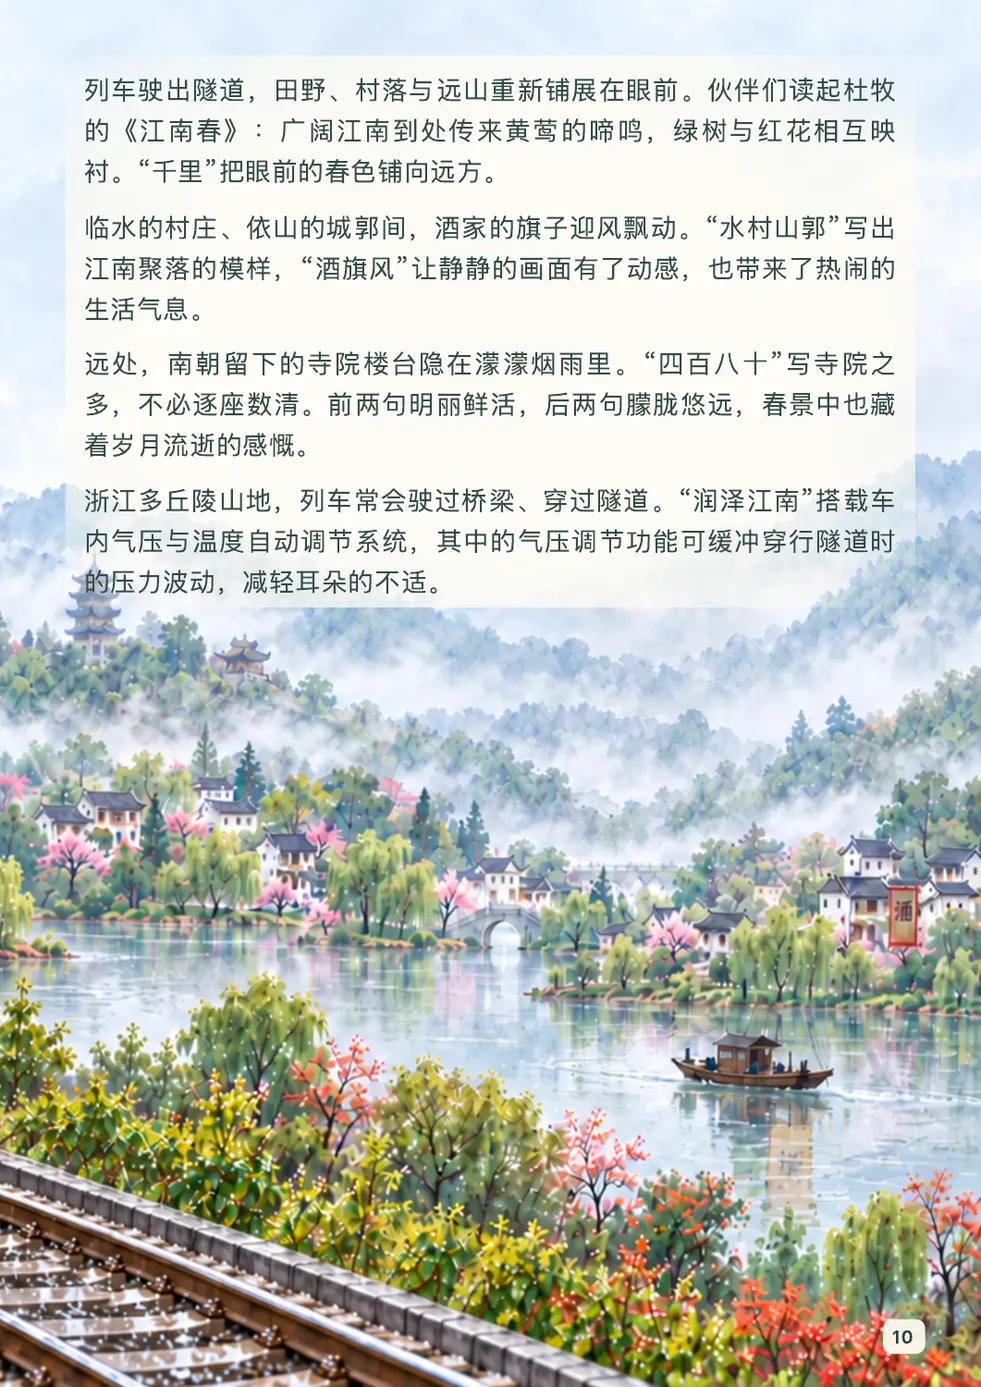 列车驶出隧道，田野、村落与远山重新铺展在眼前。伙伴们读起杜牧
的《江南春》：广阔江南到处传来黄莺的啼鸣，绿树与红花相互映
衬。“千里”把眼前的春色铺向远方。
临水的村庄、依山的城郭间，酒家的旗子迎风飘动。“水村山郭”写出
江南聚落的模样，“酒旗风”让静静的画面有了动感，也带来了热闹的
生活气息。
远处，南朝留下的寺院楼台隐在濛濛烟雨里。“四百八十”写寺院之
多，不必逐座数清。前两句明丽鲜活，后两句朦胧悠远，春景中也藏
着岁月流逝的感慨。
浙江多丘陵山地，列车常会驶过桥梁、穿过隧道。“润泽江南”搭载车
内气压与温度自动调节系统，其中的气压调节功能可缓冲穿行隧道时
的压力波动，减轻耳朵的不适。
酒
10